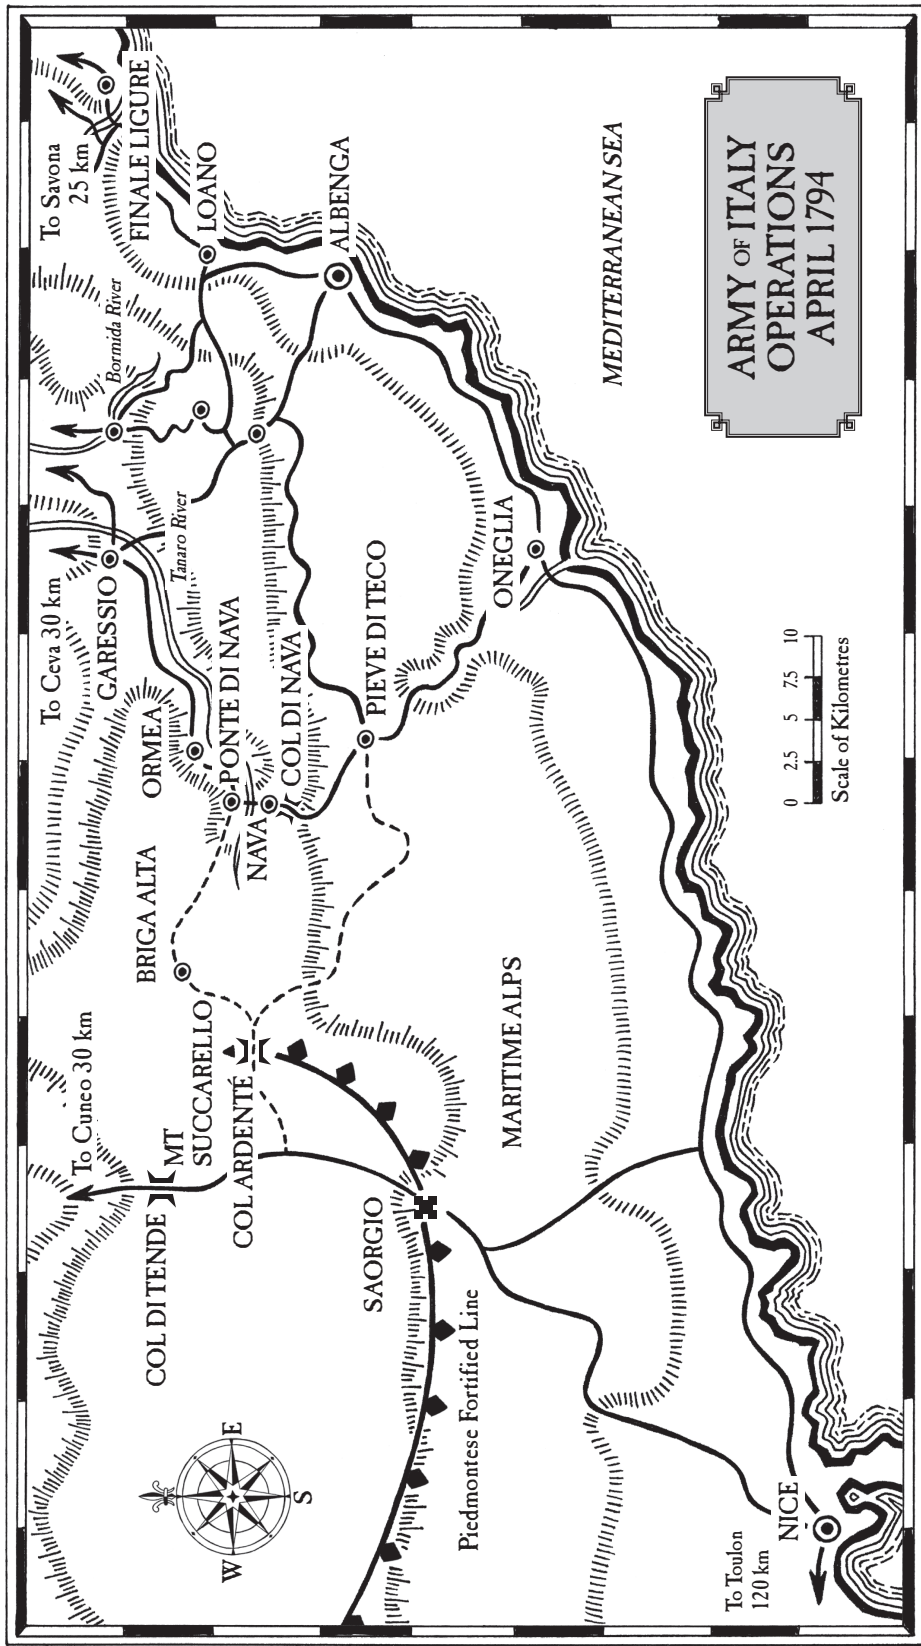 ARMY OF ITALY
OPERATIONS
APRIL 1794
To Cuneo 30 km
To Ceva 30 km
To Savona
25 km
Bormida River
FINALE LIGURE
LOANO
ALBENGA
GARESSIO
Tanaro River
ORMEA
PONTE DI NAVA
NAVA
COL DI NAVA
BRIGA ALTA
MT
SUCCARELLO
COL ARDENTE
COL DI TENDE
PIEVE DI TECO
ONEGLIA
SAORGIO
Piedmontese Fortified Line
MARITIME ALPS
MEDITERRANEAN SEA
W
E
S
NICE
To Toulon
120 km
0 2.5 5 7.5 10
Scale of Kilometres